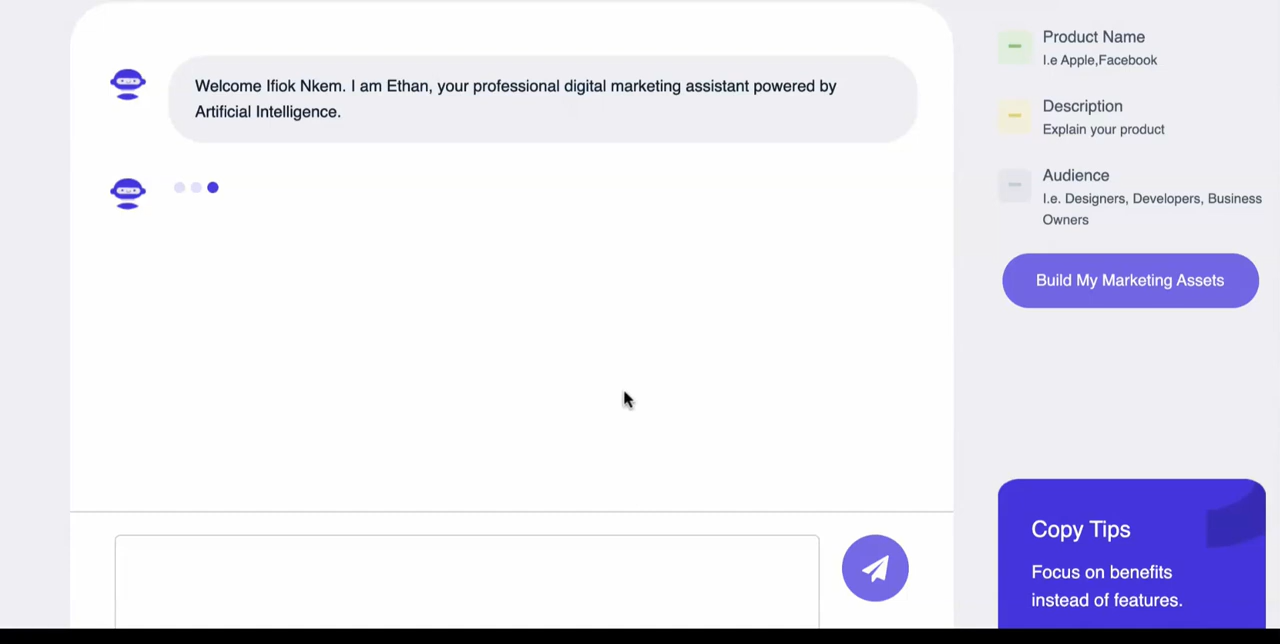 Welcome Ifiok Nkem. I am Ethan, your professional digital marketing assistant powered by
Artificial Intelligence.
Product Name
I.e Apple,Facebook
Description
Explain your product
Audience
I.e. Designers, Developers, Business
Owners
Build My Marketing Assets
Copy Tips
Focus on benefits
instead of features.